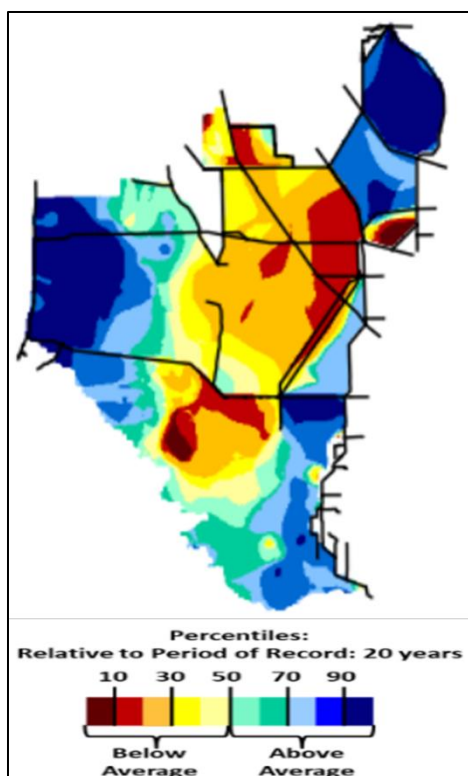 Percentiles:
Relative to Period of Record: 20 years
10 30 50 70 90
Below Above
Average Average